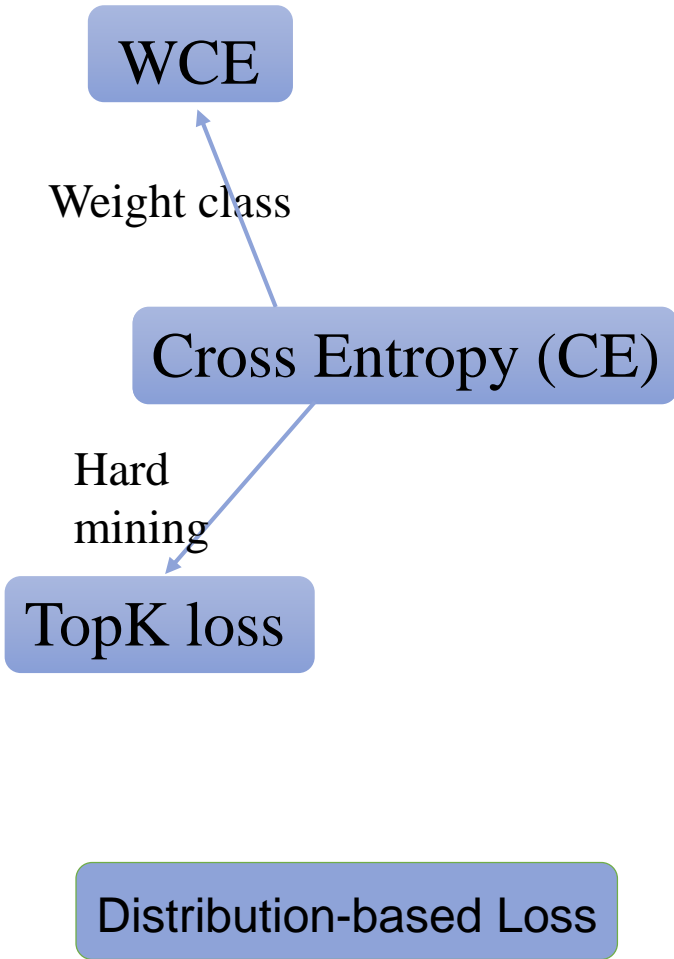 WCE
Weight class
Cross Entropy (CE)
Hard
mining
TopK loss
Distribution-based Loss